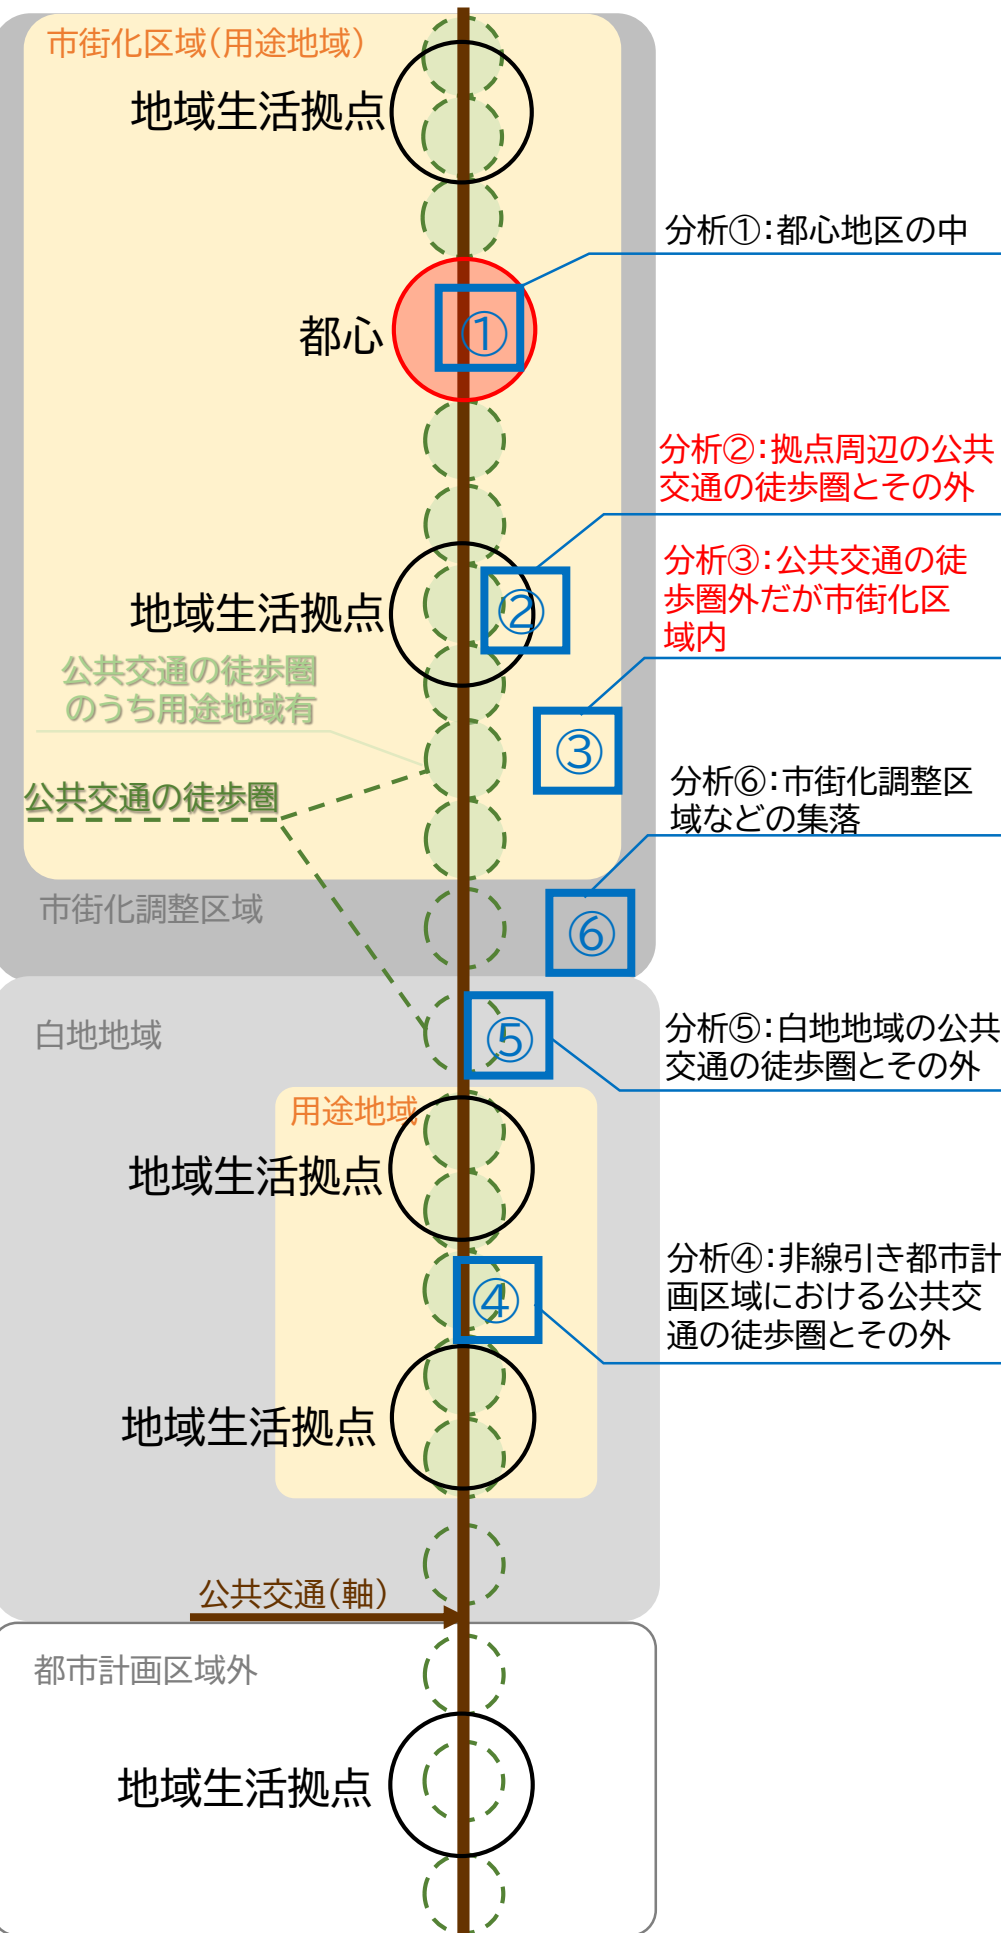 市街化区域(用途地域)
地域生活拠点
分析①：都心地区の中
都心
①
分析②：拠点周辺の公共
交通の徒歩圏とその外
分析③：公共交通の徒
歩圏外だが市街化区
域内
地域生活拠点
②
公共交通の徒歩圏
のうち用途地域有
③
公共交通の徒歩圏
分析⑥：市街化調整区
域などの集落
市街化調整区域
⑥
白地地域
⑤
分析⑤：白地地域の公共
交通の徒歩圏とその外
用途地域
地域生活拠点
分析④：非線引き都市計
画区域における公共交
通の徒歩圏とその外
④
地域生活拠点
公共交通(軸)
都市計画区域外
地域生活拠点